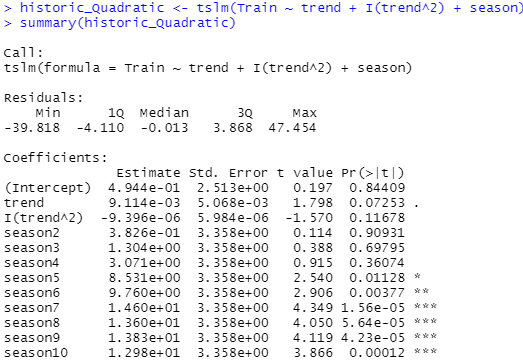 > historic_Quadratic <- tslm(Train ~ trend + I(trend^2) + season)
> summary(historic_Quadratic)
Call:
tslm(formula = Train ~ trend + I(trend^2) + season)
Residuals:
    Min      1Q  Median      3Q     Max
-39.818  -4.110  -0.013   3.868  47.454
Coefficients:
              Estimate Std. Error t value Pr(>|t|)
(Intercept)  4.944e-01  2.513e+00   0.197  0.84409
trend        9.114e-03  5.068e-03   1.798  0.07253 .
I(trend^2)  -9.396e-06  5.984e-06  -1.570  0.11678
season2      3.826e-01  3.358e+00   0.114  0.90931
season3      1.304e+00  3.358e+00   0.388  0.69795
season4      3.071e+00  3.358e+00   0.915  0.36074
season5      8.531e+00  3.358e+00   2.540  0.01128 *
season6      9.760e+00  3.358e+00   2.906  0.00377 **
season7      1.460e+01  3.358e+00   4.349 1.56e-05 ***
season8      1.360e+01  3.358e+00   4.050 5.64e-05 ***
season9      1.383e+01  3.358e+00   4.119 4.23e-05 ***
season10     1.298e+01  3.358e+00   3.866  0.00012 ***